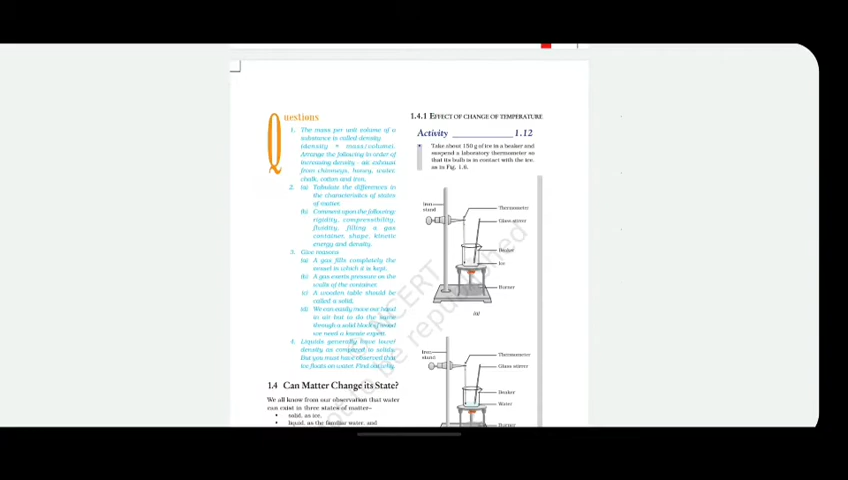 Questions
1. The mass per unit volume of a
substance is called density.
(density = mass/volume).
Arrange the following in order of
increasing density – air, exhaust
from chimneys, honey, water,
chalk, cotton and iron.
2. (a) Tabulate the differences in
the characteristics of states
of matter.
(b) Comment upon the following:
rigidity, compressibility,
fluidity, filling a gas
container, shape, kinetic
energy and density.
3. Give reasons
(a) A gas fills completely the
vessel in which it is kept.
(b) A gas exerts pressure on the
walls of the container.
(c) A wooden table should be
called a solid.
(d) We can easily move our hand
in air but to do the same
through a solid block of wood
we need a karate expert.
4. Liquids generally have lower
density as compared to solids.
But you must have observed that
ice floats on water. Find out why.
1.4 Can Matter Change its State?
We all know from our observation that water
can exist in three states of matter–
• solid, as ice,
• liquid, as the familiar water, and
1.4.1 EFFECT OF CHANGE OF TEMPERATURE
Activity ______________ 1.12
• Take about 150 g of ice in a beaker and
suspend a laboratory thermometer so
that its bulb is in contact with the ice,
as in Fig. 1.6.
Iron
stand
Thermometer
Glass stirrer
Beaker
Ice
Burner
(a)
Iron
stand
Thermometer
Glass stirrer
Beaker
Water
Burner
NCERT
to be republished